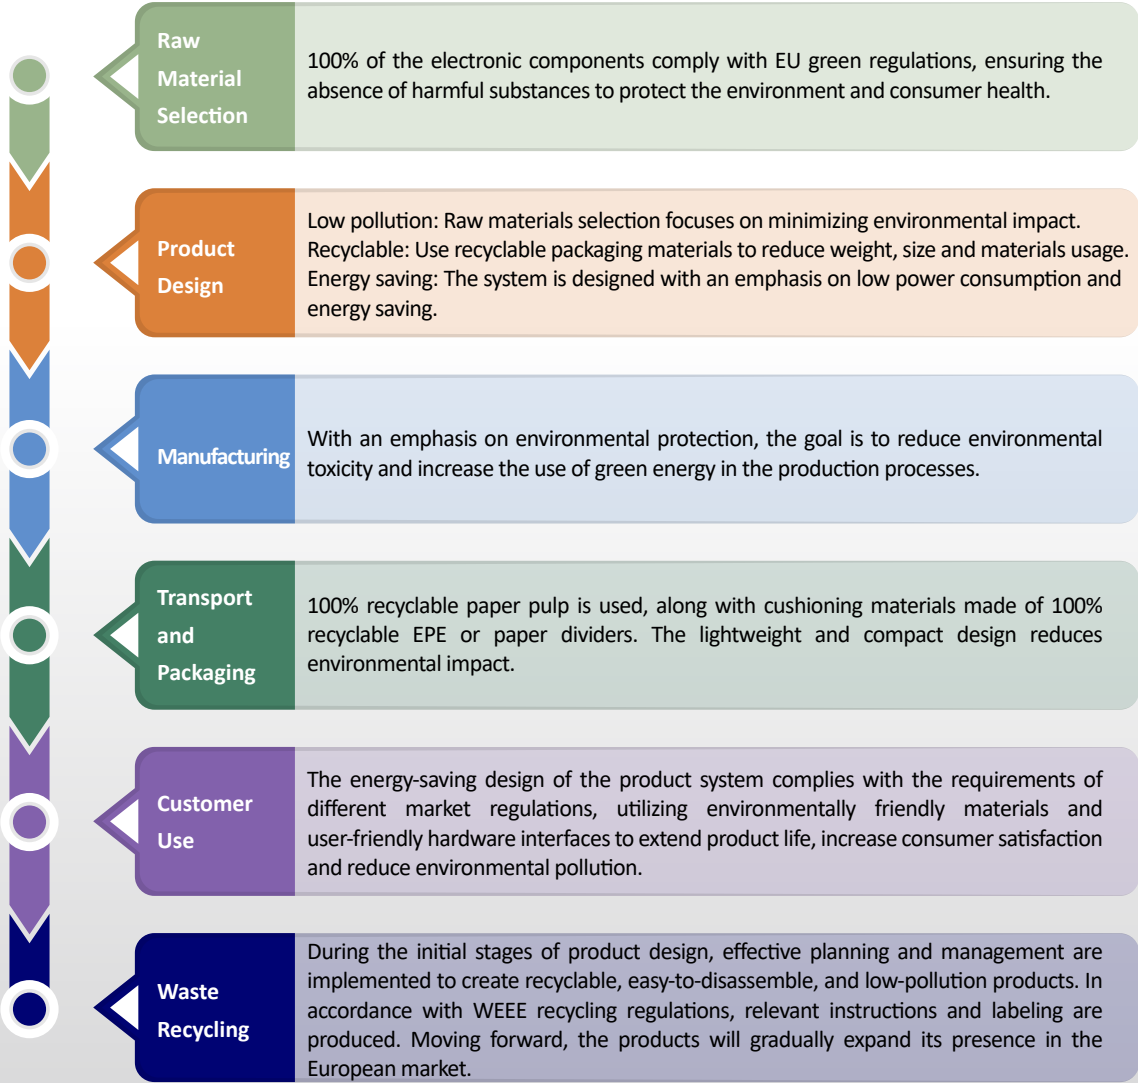 Raw
Material
Selection
100% of the electronic components comply with EU green regulations, ensuring the
absence of harmful substances to protect the environment and consumer health.
Product
Design
Low pollution: Raw materials selection focuses on minimizing environmental impact.
Recyclable: Use recyclable packaging materials to reduce weight, size and materials usage.
Energy saving: The system is designed with an emphasis on low power consumption and
energy saving.
Manufacturing
With an emphasis on environmental protection, the goal is to reduce environmental
toxicity and increase the use of green energy in the production processes.
Transport
and
Packaging
100% recyclable paper pulp is used, along with cushioning materials made of 100%
recyclable EPE or paper dividers. The lightweight and compact design reduces
environmental impact.
Customer
Use
The energy-saving design of the product system complies with the requirements of
different market regulations, utilizing environmentally friendly materials and
user-friendly hardware interfaces to extend product life, increase consumer satisfaction
and reduce environmental pollution.
Waste
Recycling
During the initial stages of product design, effective planning and management are
implemented to create recyclable, easy-to-disassemble, and low-pollution products. In
accordance with WEEE recycling regulations, relevant instructions and labeling are
produced. Moving forward, the products will gradually expand its presence in the
European market.